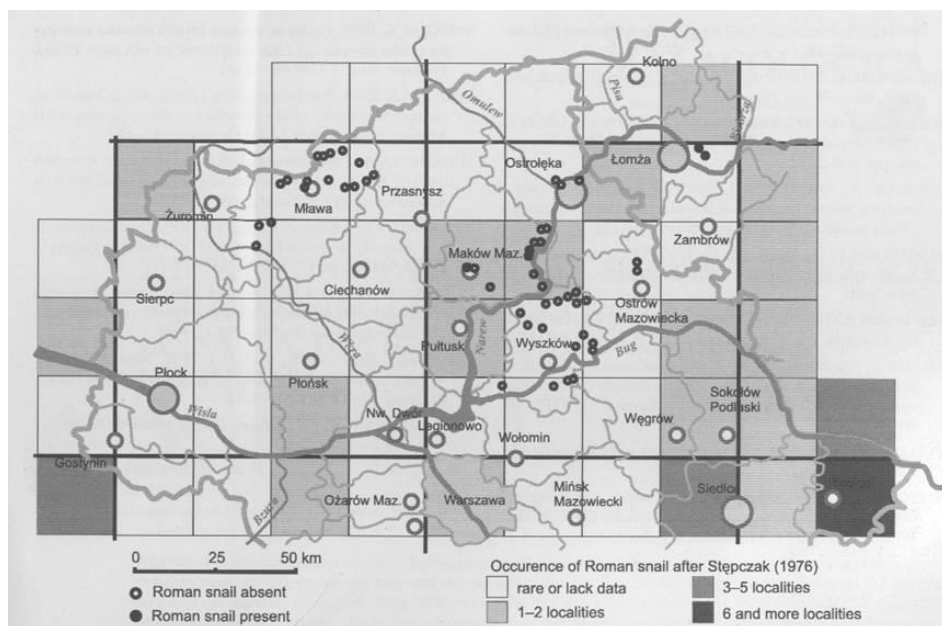 Kolno
Omulew
Pisa
Biebrza
Ostrołęka
Łomża
Przasnysz
Mława
Żuromin
Zambrów
Maków Maz.
Ciechanów
Sierpc
Ostrów
Mazowiecka
Wkra
Pułtusk
Narew
Wyszków
Bug
Płońsk
Płock
Wisła
Sokołów
Podlaski
Nw. Dwór
Legionowo
Węgrów
Wołomin
Gostynin
Siedlce
Mińsk
Mazowiecki
Ożarów Maz.
Warszawa
Bzura
0 25 50 km
Roman snail absent
Roman snail present
Occurence of Roman snail after Stępczak (1976)
rare or lack data
1–2 localities
3–5 localities
6 and more localities